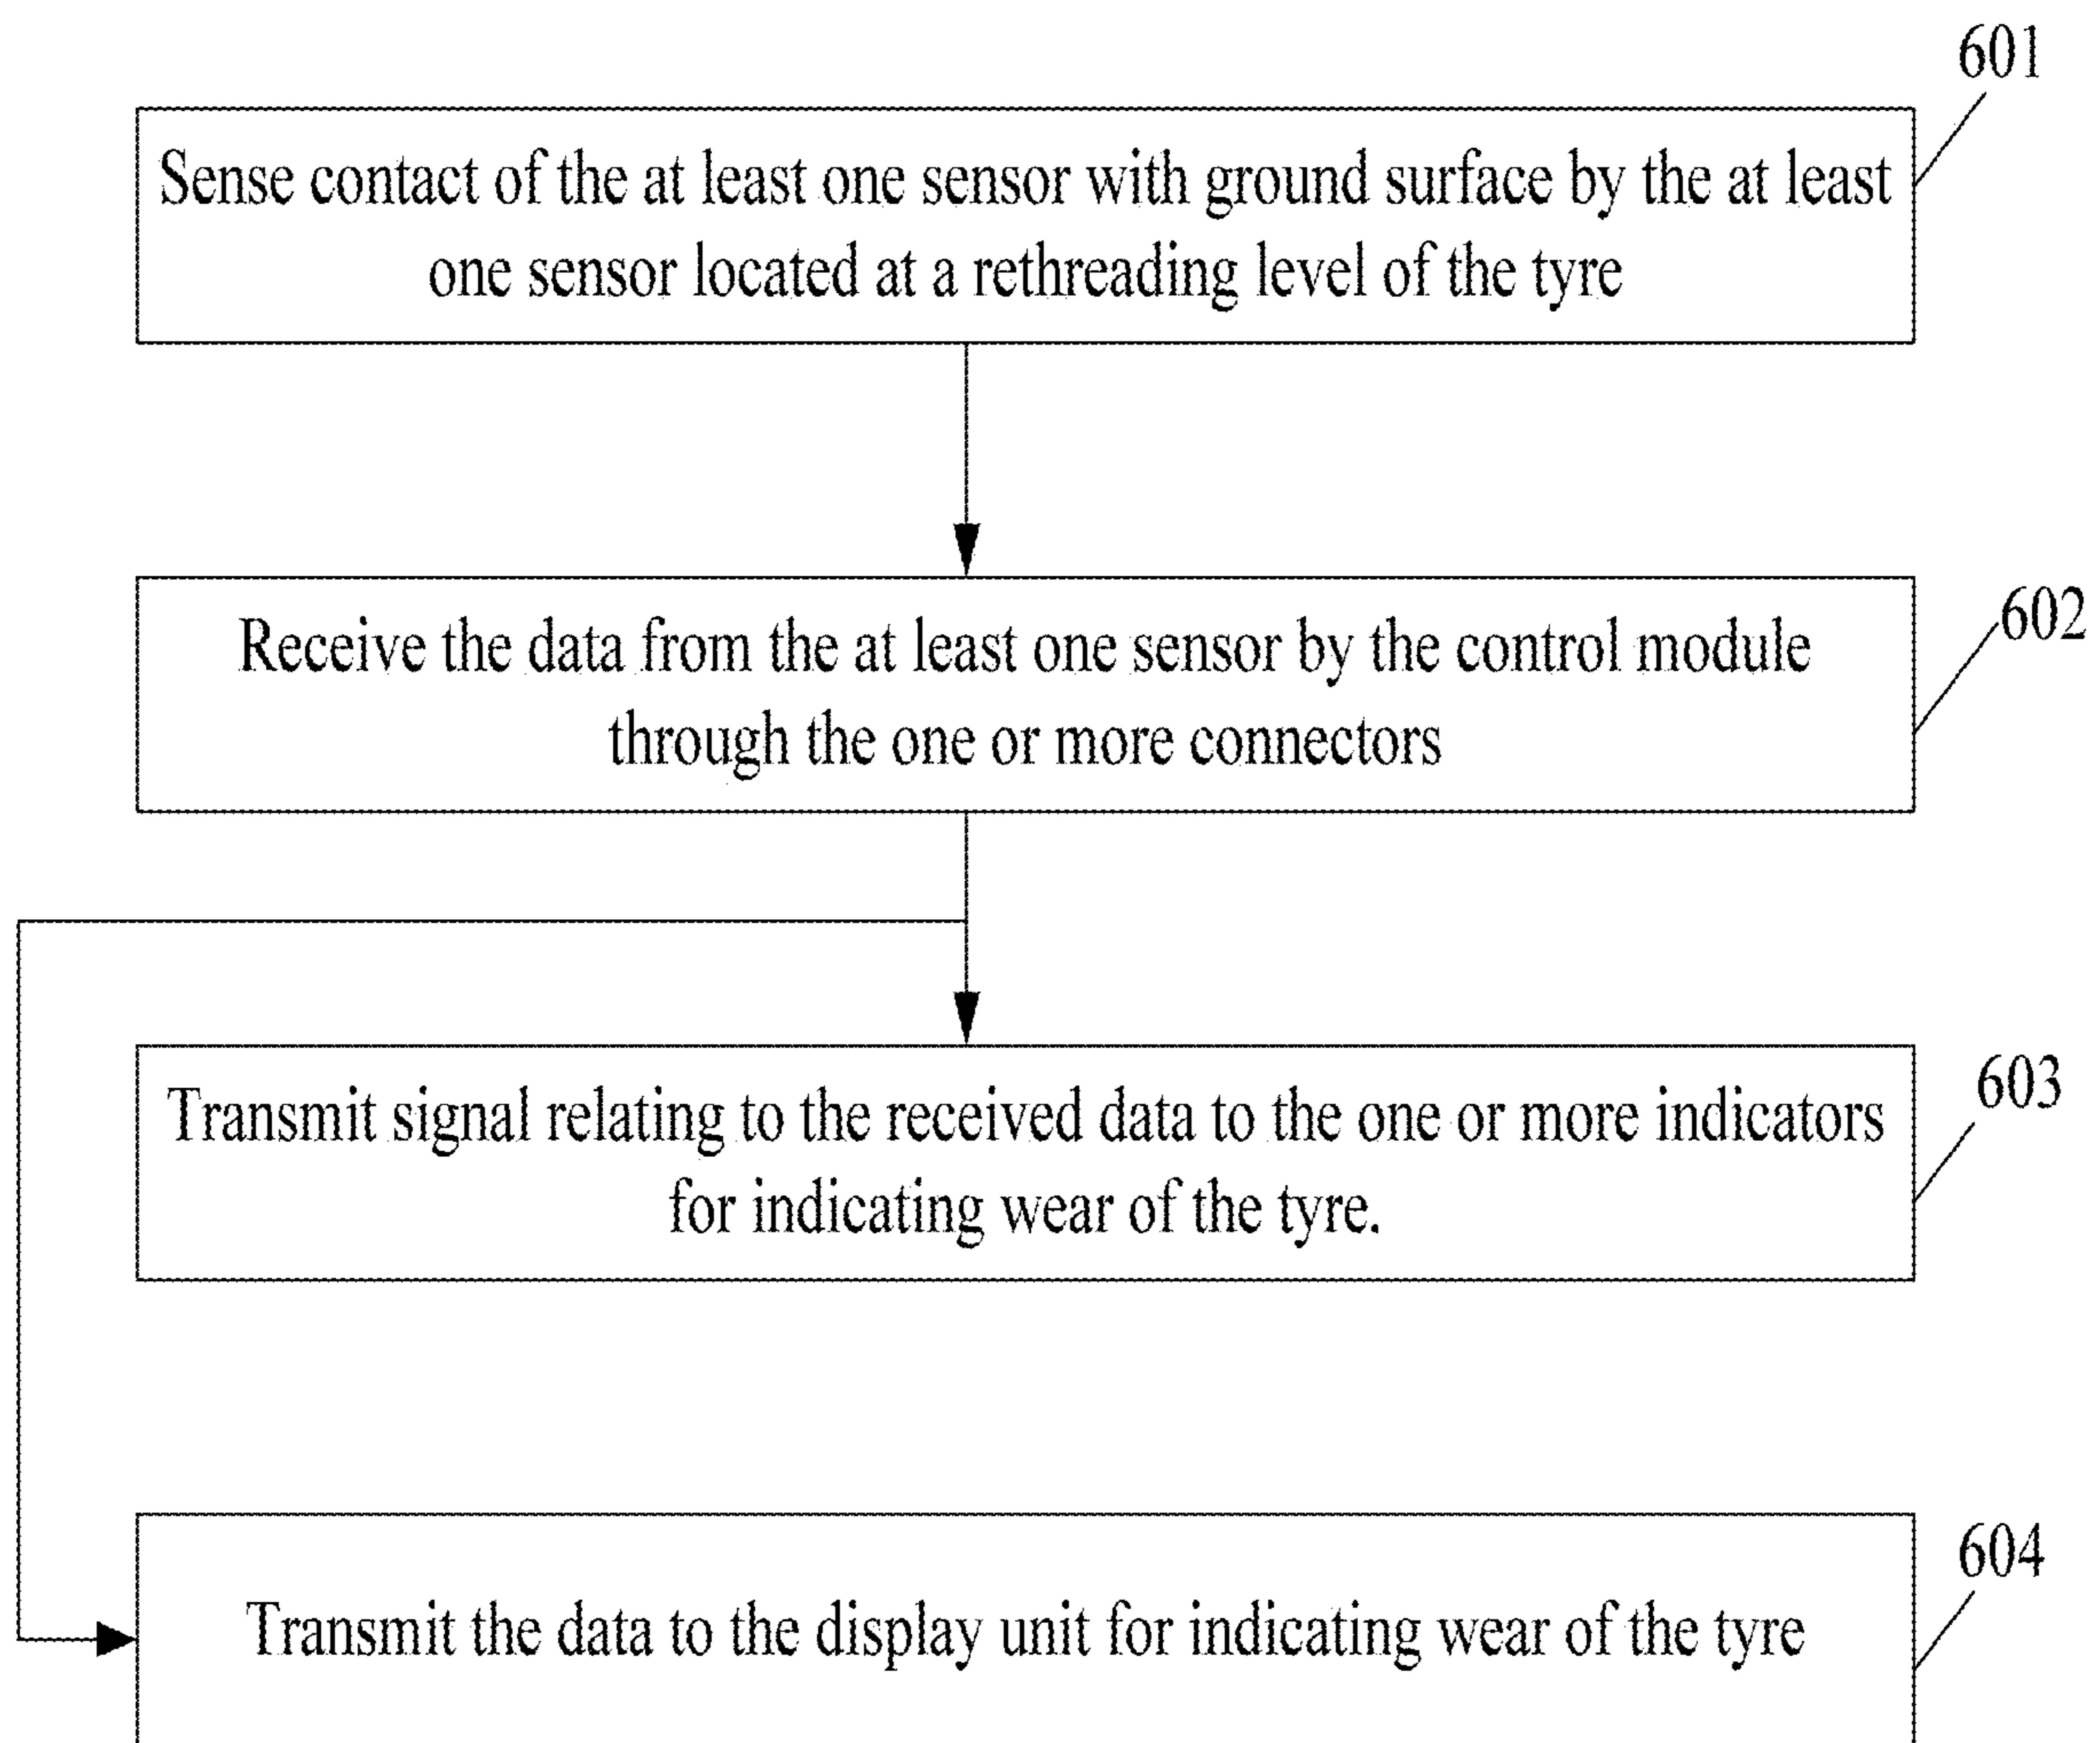 601
Sense contact of the at least one sensor with ground surface by the at least
one sensor located at a rethreading level of the tyre
602
Receive the data from the at least one sensor by the control module
through the one or more connectors
603
Transmit signal relating to the received data to the one or more indicators
for indicating wear of the tyre.
604
Transmit the data to the display unit for indicating wear of the tyre